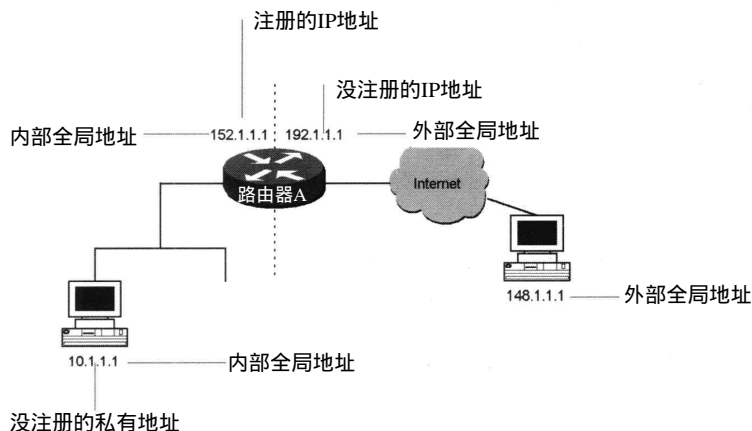 注册的IP地址
没注册的IP地址
内部全局地址
152.1.1.1
192.1.1.1
外部全局地址
路由器A
Internet
148.1.1.1
外部全局地址
10.1.1.1
内部全局地址
没注册的私有地址